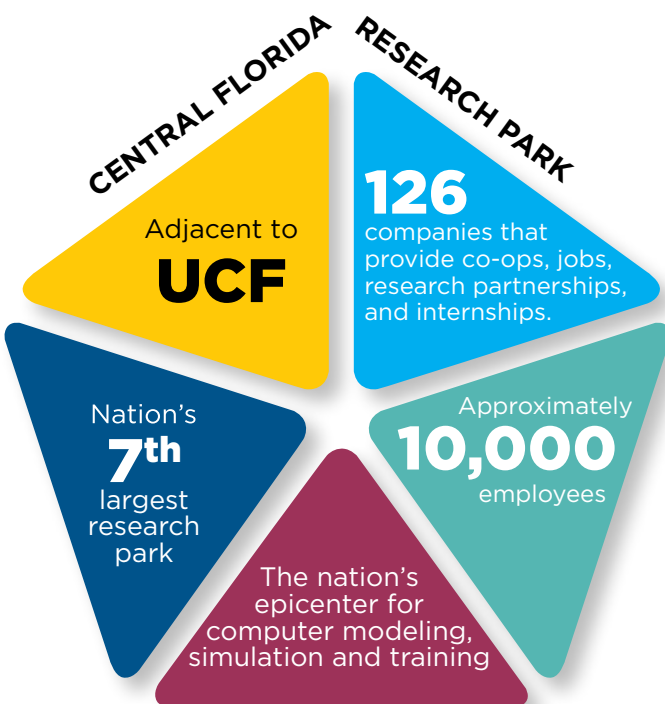 CENTRAL FLORIDA
RESEARCH PARK
Adjacent to
UCF
126
companies that
provide co-ops, jobs,
research partnerships,
and internships.
Nation's
7th
largest
research
park
Approximately
10,000
employees
The nation's
epicenter for
computer modeling,
simulation and training